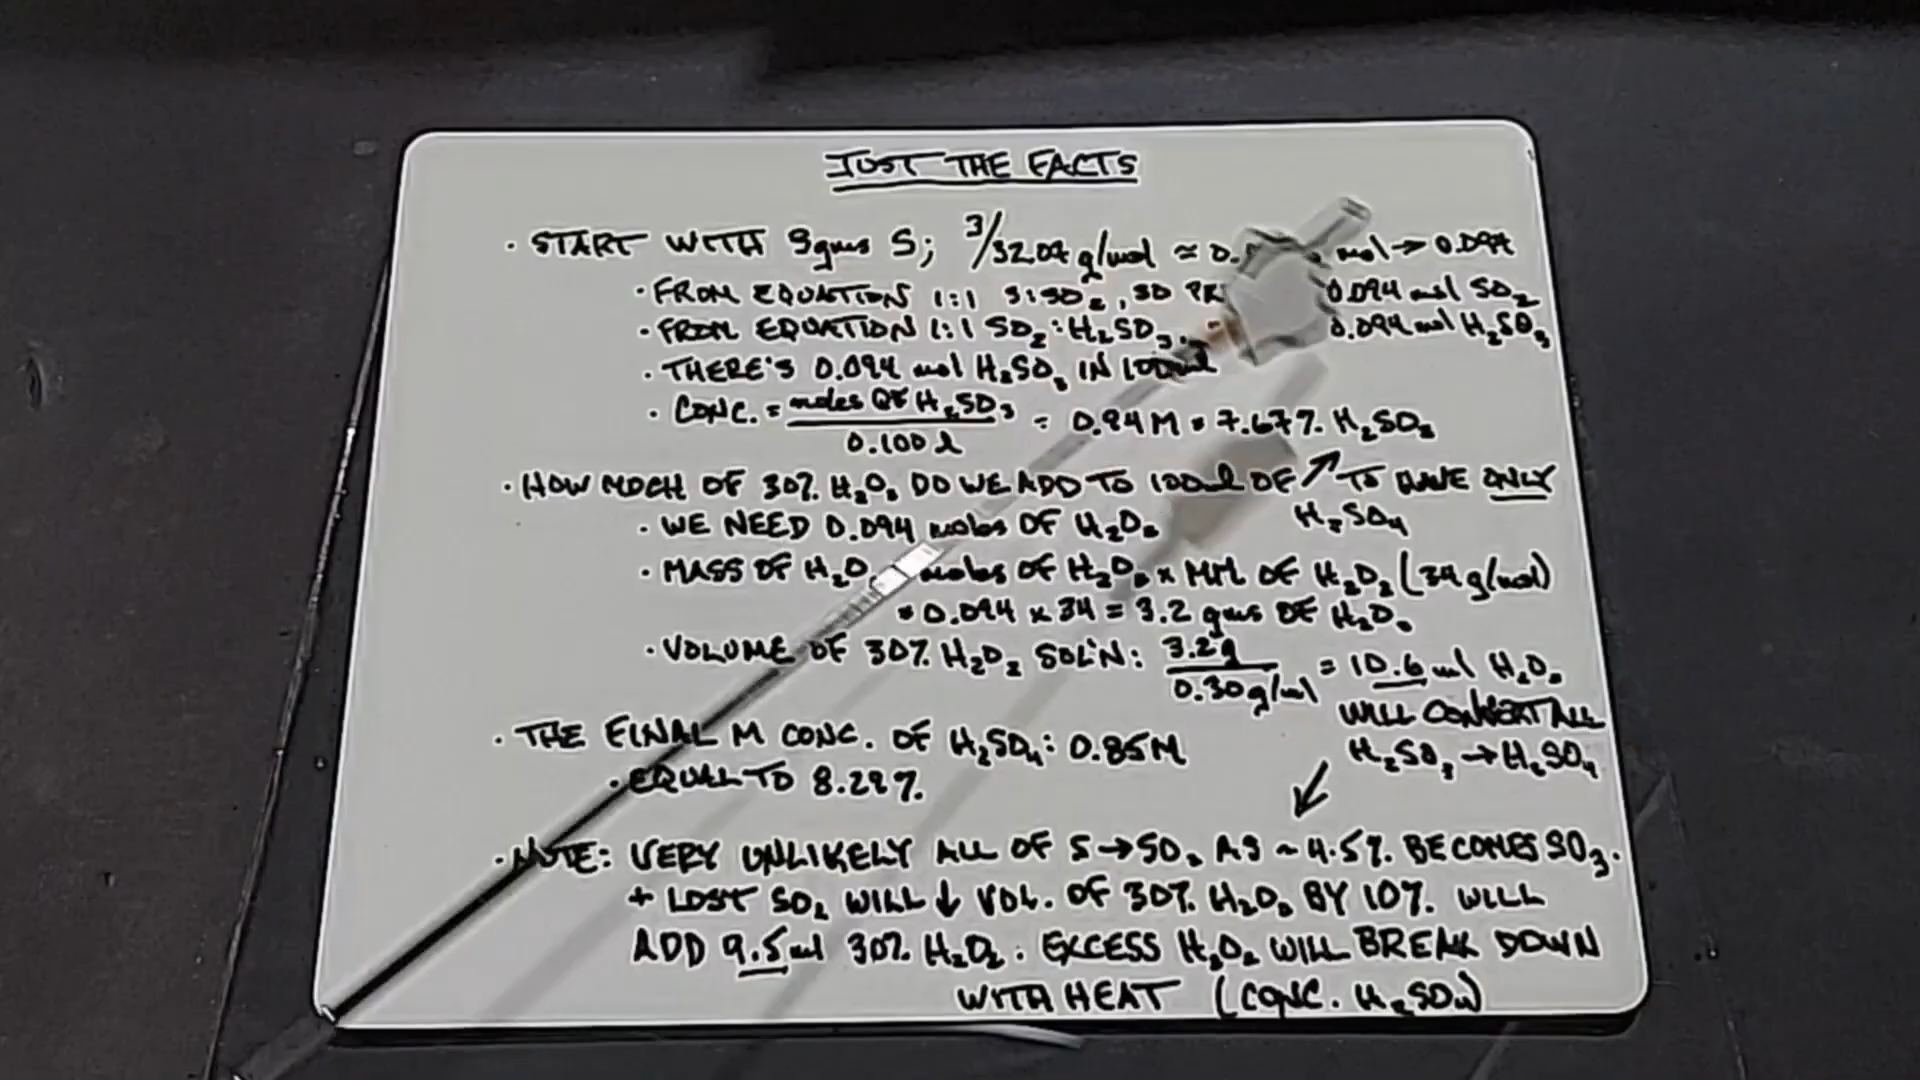 JUST THE FACTS
· START WITH 3gms S; 3/32.07 g/mol ≈ 0. mol → 0.094
· FROM EQUATION 1:1 S:SO₂, SO 0.094 mol SO₂
· FROM EQUATION 1:1 SO₂:H₂SO₃. 0.094 mol H₂SO₃
· THERE'S 0.094 mol H₂SO₃ IN 100ml
· CONC. = moles OF H₂SO₃ / 0.100 l = 0.94M = 7.67% H₂SO₃
· HOW MUCH OF 30% H₂O₂ DO WE ADD TO 100ml OF ↗ TO HAVE ONLY
H₂SO₄
· WE NEED 0.094 moles OF H₂O₂
· MASS OF H₂O₂ moles OF H₂O₂ x MM OF H₂O₂ (34 g/mol)
= 0.094 x 34 = 3.2 gms OF H₂O₂
· VOLUME OF 30% H₂O₂ SOL'N: 3.2g / 0.30g/ml = 10.6 ml H₂O₂
WILL CONVERT ALL
H₂SO₃ → H₂SO₄
· THE FINAL M CONC. OF H₂SO₄: 0.85M
· EQUAL TO 8.29%
· NOTE: VERY UNLIKELY ALL OF S → SO₂ AS ~4.5% BECOMES SO₃.
+ LOST SO₂ WILL ↓ VOL. OF 30% H₂O₂ BY 10%. WILL
ADD 9.5ml 30% H₂O₂. EXCESS H₂O₂ WILL BREAK DOWN
WITH HEAT (CONC. H₂SO₄)